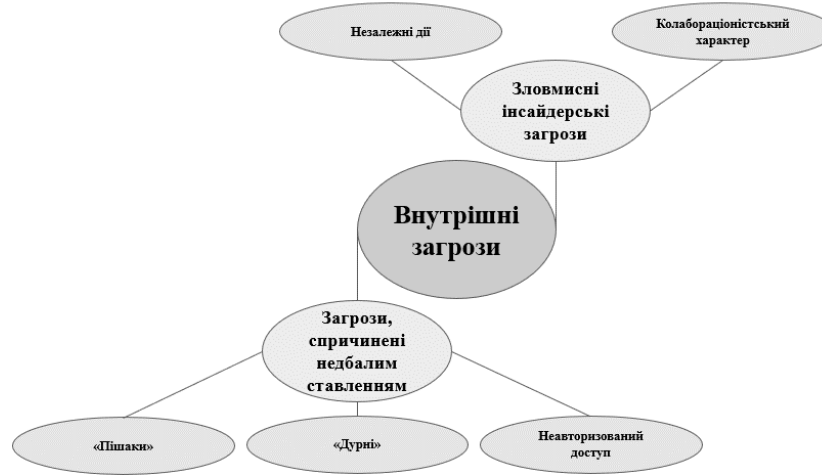 Незалежні дії
Колабораціоністський
характер
Зловмисні
інсайдерські
загрози
Внутрішні
загрози
Загрози,
спричинені
недбалим
ставленням
«Пішаки»
«Дурні»
Неавторизований
доступ